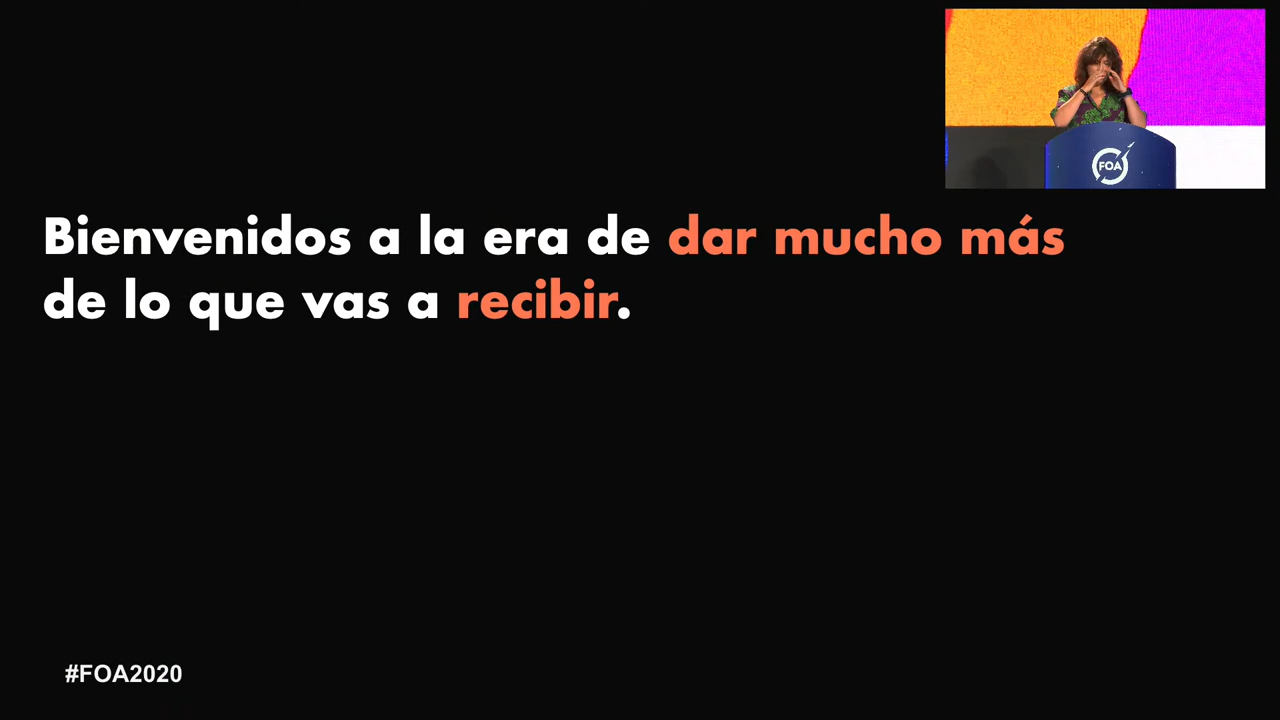 FOA
Bienvenidos a la era de dar mucho más
de lo que vas a recibir.
#FOA2020